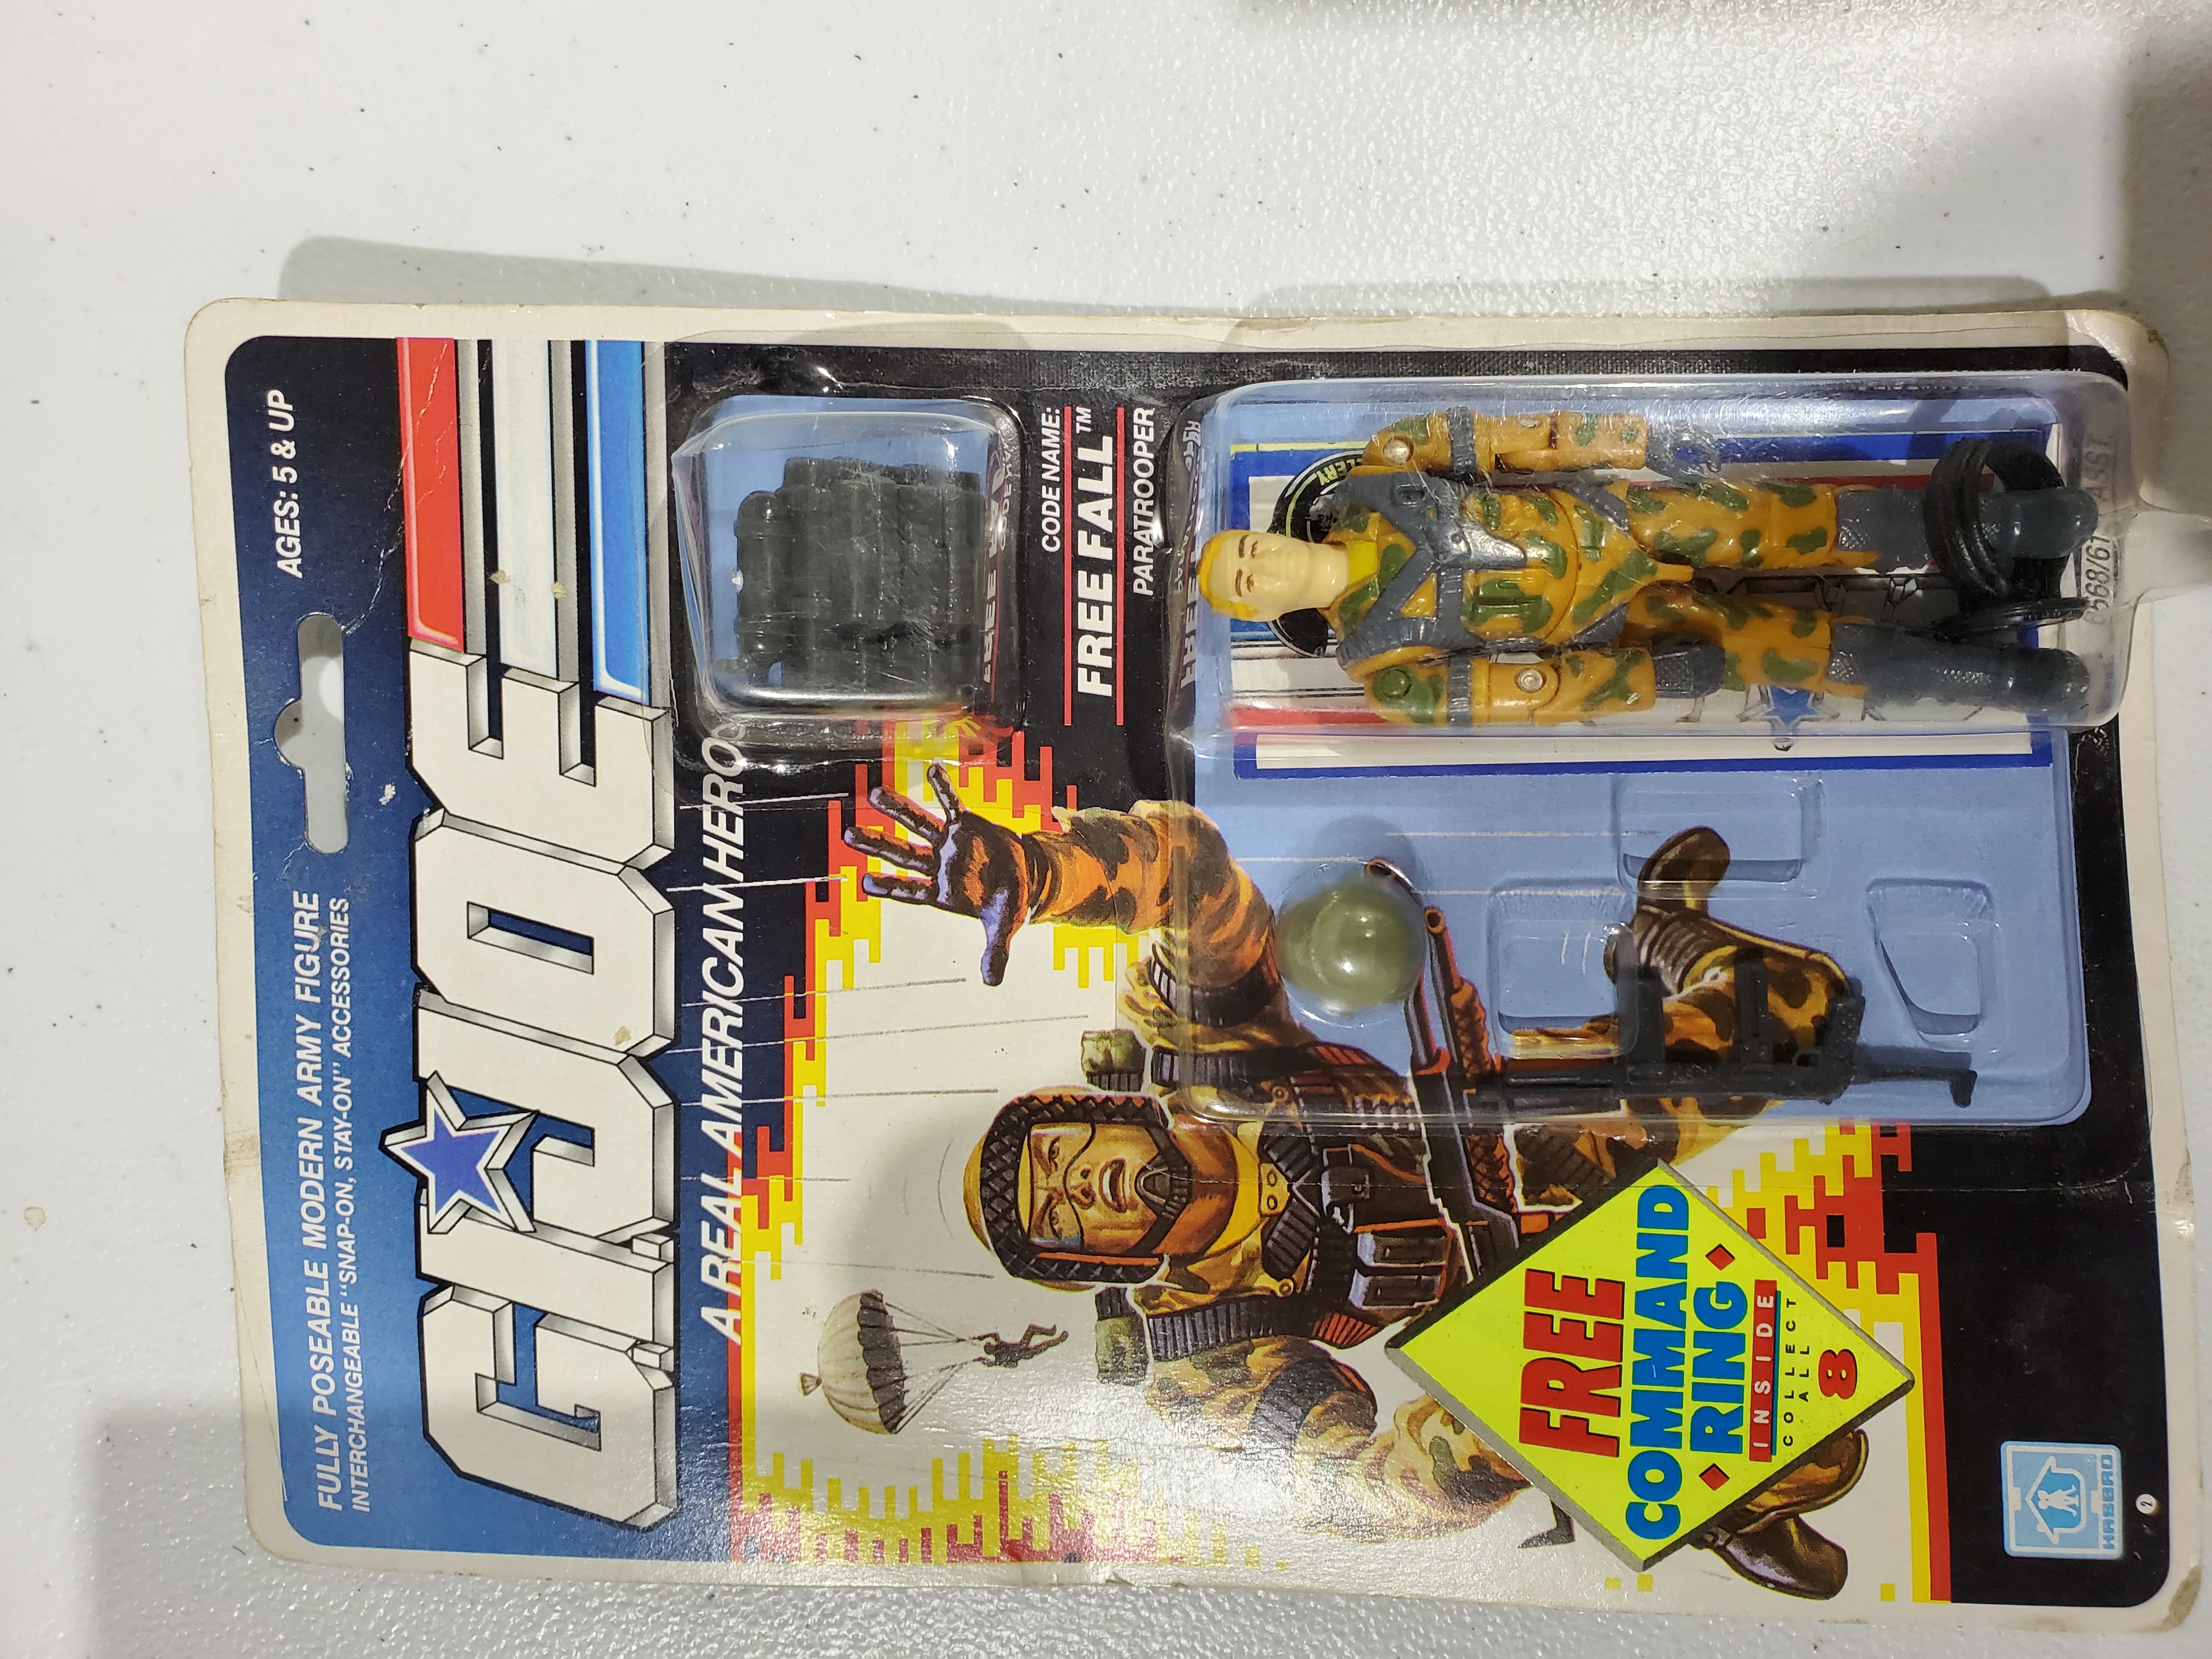 AGES: 5 & UP
FULLY POSEABLE MODERN ARMY FIGURE
INTERCHANGEABLE "SNAP-ON, STAY-ON" ACCESSORIES
G.I. JOE
A REAL AMERICAN HERO
CODE NAME:
FREE FALL™
PARATROOPER
FREE
COMMAND
RING
INSIDE
COLLECT
ALL
8
HASBRO®
2